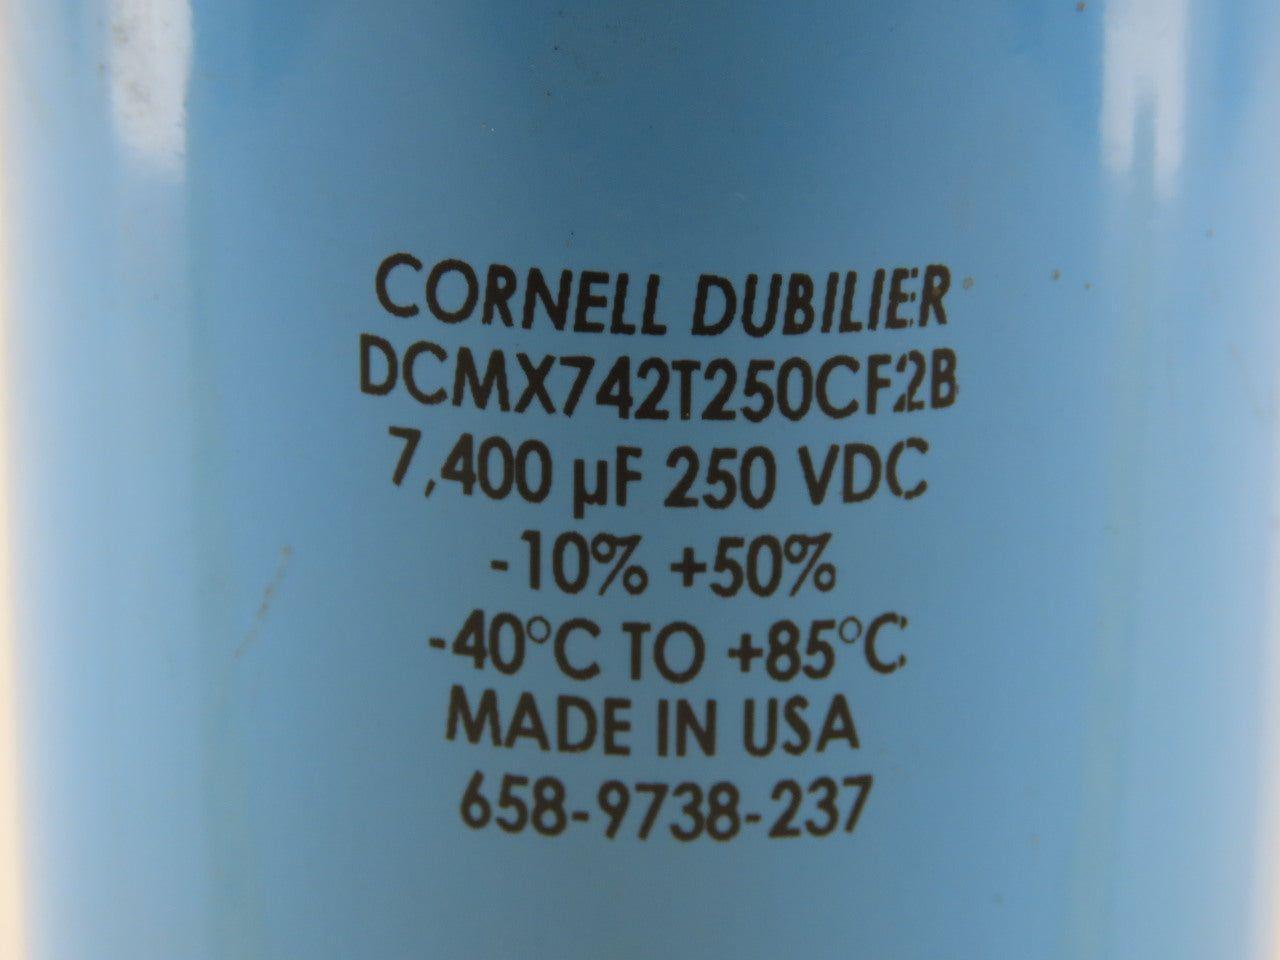 CORNELL DUBILIER
DCMX742T250CF2B
7,400 µF 250 VDC
-10% +50%
-40°C TO +85°C
MADE IN USA
658-9738-237